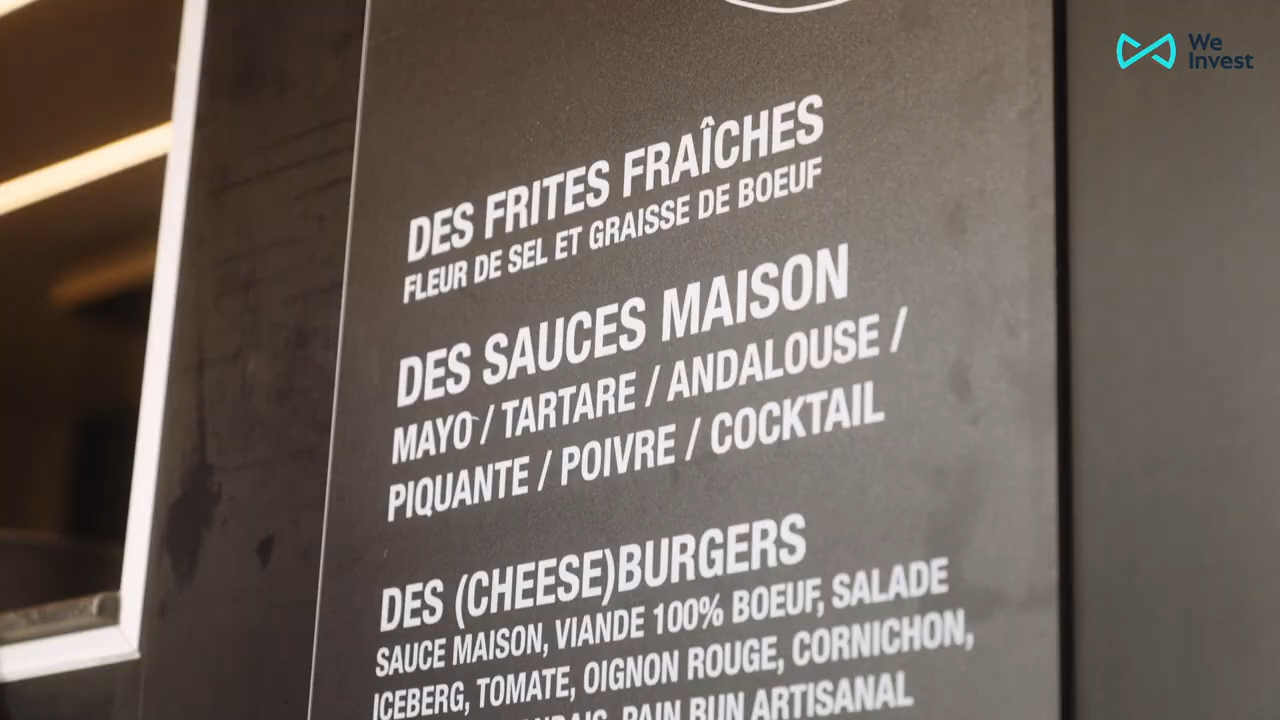 We
Invest
DES FRITES FRAÎCHES
FLEUR DE SEL ET GRAISSE DE BOEUF
DES SAUCES MAISON
MAYO / TARTARE / ANDALOUSE /
PIQUANTE / POIVRE / COCKTAIL
DES (CHEESE)BURGERS
SAUCE MAISON, VIANDE 100% BOEUF, SALADE
ICEBERG, TOMATE, OIGNON ROUGE, CORNICHON,
PAIN BUN ARTISANAL